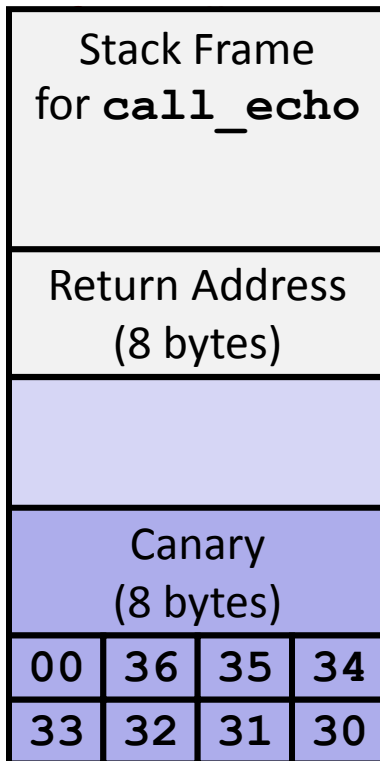 Stack Frame
for call_echo
Return Address
(8 bytes)
Canary
(8 bytes)
00 36 35 34
33 32 31 30